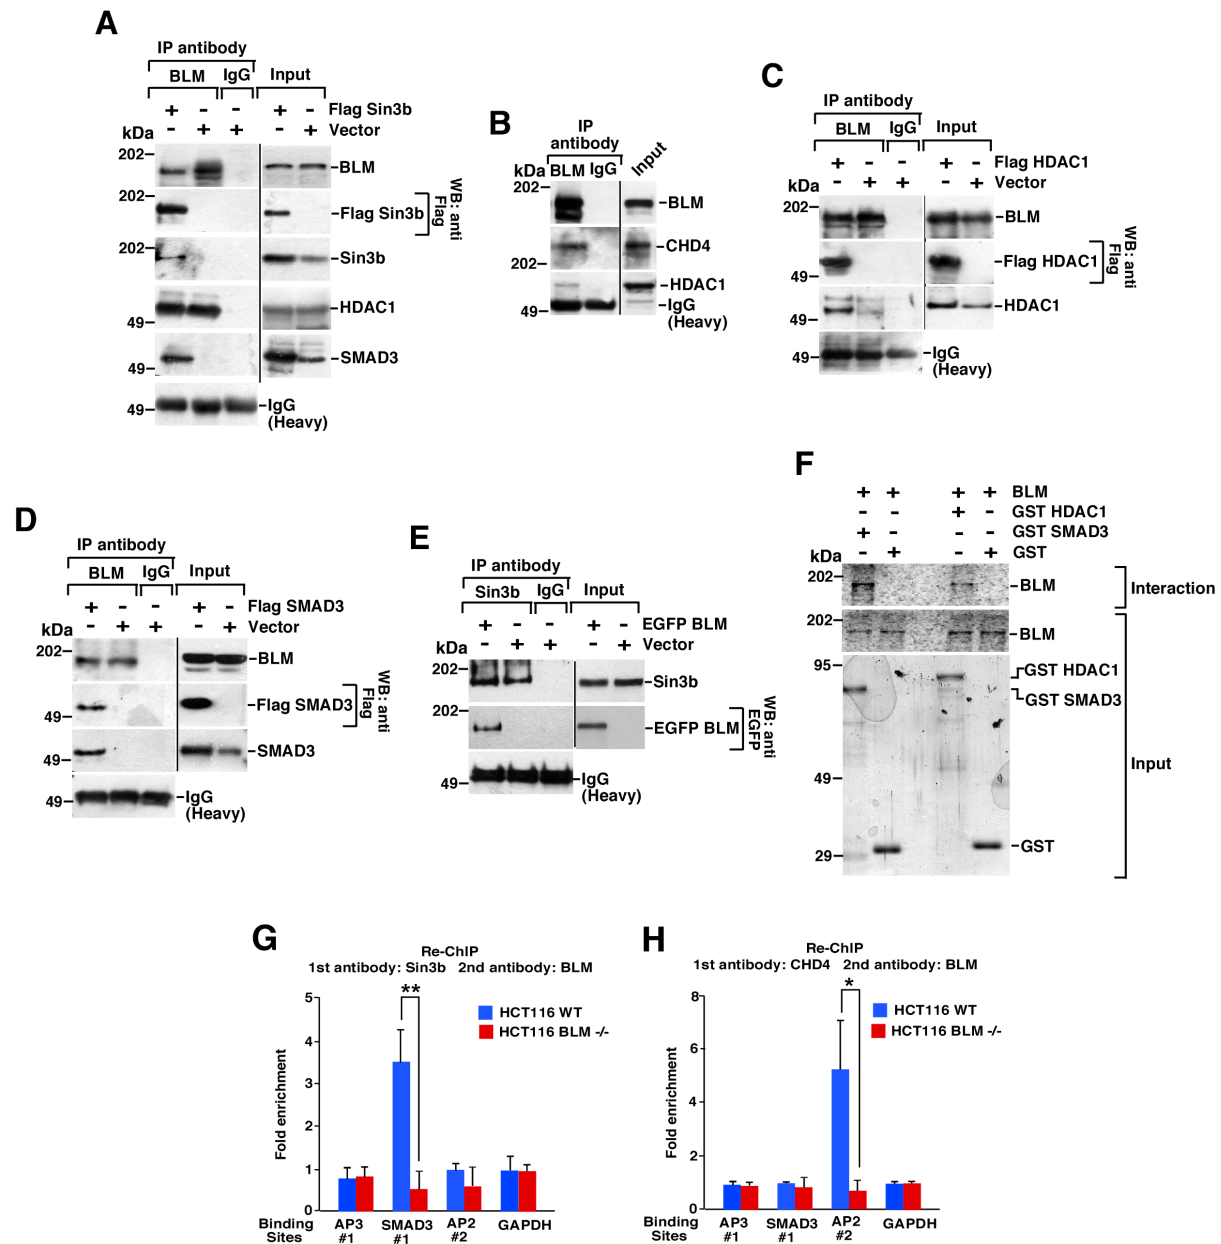 A
IP antibody
BLM IgG Input
+ - - + - Flag Sin3b
kDa - + + - + Vector
202 BLM
202 Flag Sin3b
WB: anti Flag
202 Sin3b
49 HDAC1
49 SMAD3
49 IgG (Heavy)
B
IP antibody
kDa BLM IgG Input
202 BLM
CHD4
202
HDAC1
49 IgG (Heavy)
C
IP antibody
BLM IgG Input
+ - - + - Flag HDAC1
kDa - + + - + Vector
202 BLM
Flag HDAC1
WB: anti Flag
49
HDAC1
49
49 IgG (Heavy)
D
IP antibody
BLM IgG Input
+ - - + - Flag SMAD3
kDa - + + - + Vector
202 BLM
Flag SMAD3
WB: anti Flag
49
SMAD3
49
49 IgG (Heavy)
E
IP antibody
Sin3b IgG Input
+ - - + - EGFP BLM
kDa - + + - + Vector
202 Sin3b
202 EGFP BLM
WB: anti EGFP
49 IgG (Heavy)
F
+ + + + BLM
- - + - GST HDAC1
+ - - - GST SMAD3
kDa - + - + GST
202 BLM Interaction
202 BLM
95 GST HDAC1
GST SMAD3
Input
49
29 GST
G
Re-ChIP
1st antibody: Sin3b 2nd antibody: BLM
**
HCT116 WT
HCT116 BLM -/-
Fold enrichment
5
4
3
2
1
0
Binding Sites AP3 #1 SMAD3 #1 AP2 #2 GAPDH
H
Re-ChIP
1st antibody: CHD4 2nd antibody: BLM
*
HCT116 WT
HCT116 BLM -/-
Fold enrichment
8
6
4
2
0
Binding Sites AP3 #1 SMAD3 #1 AP2 #2 GAPDH